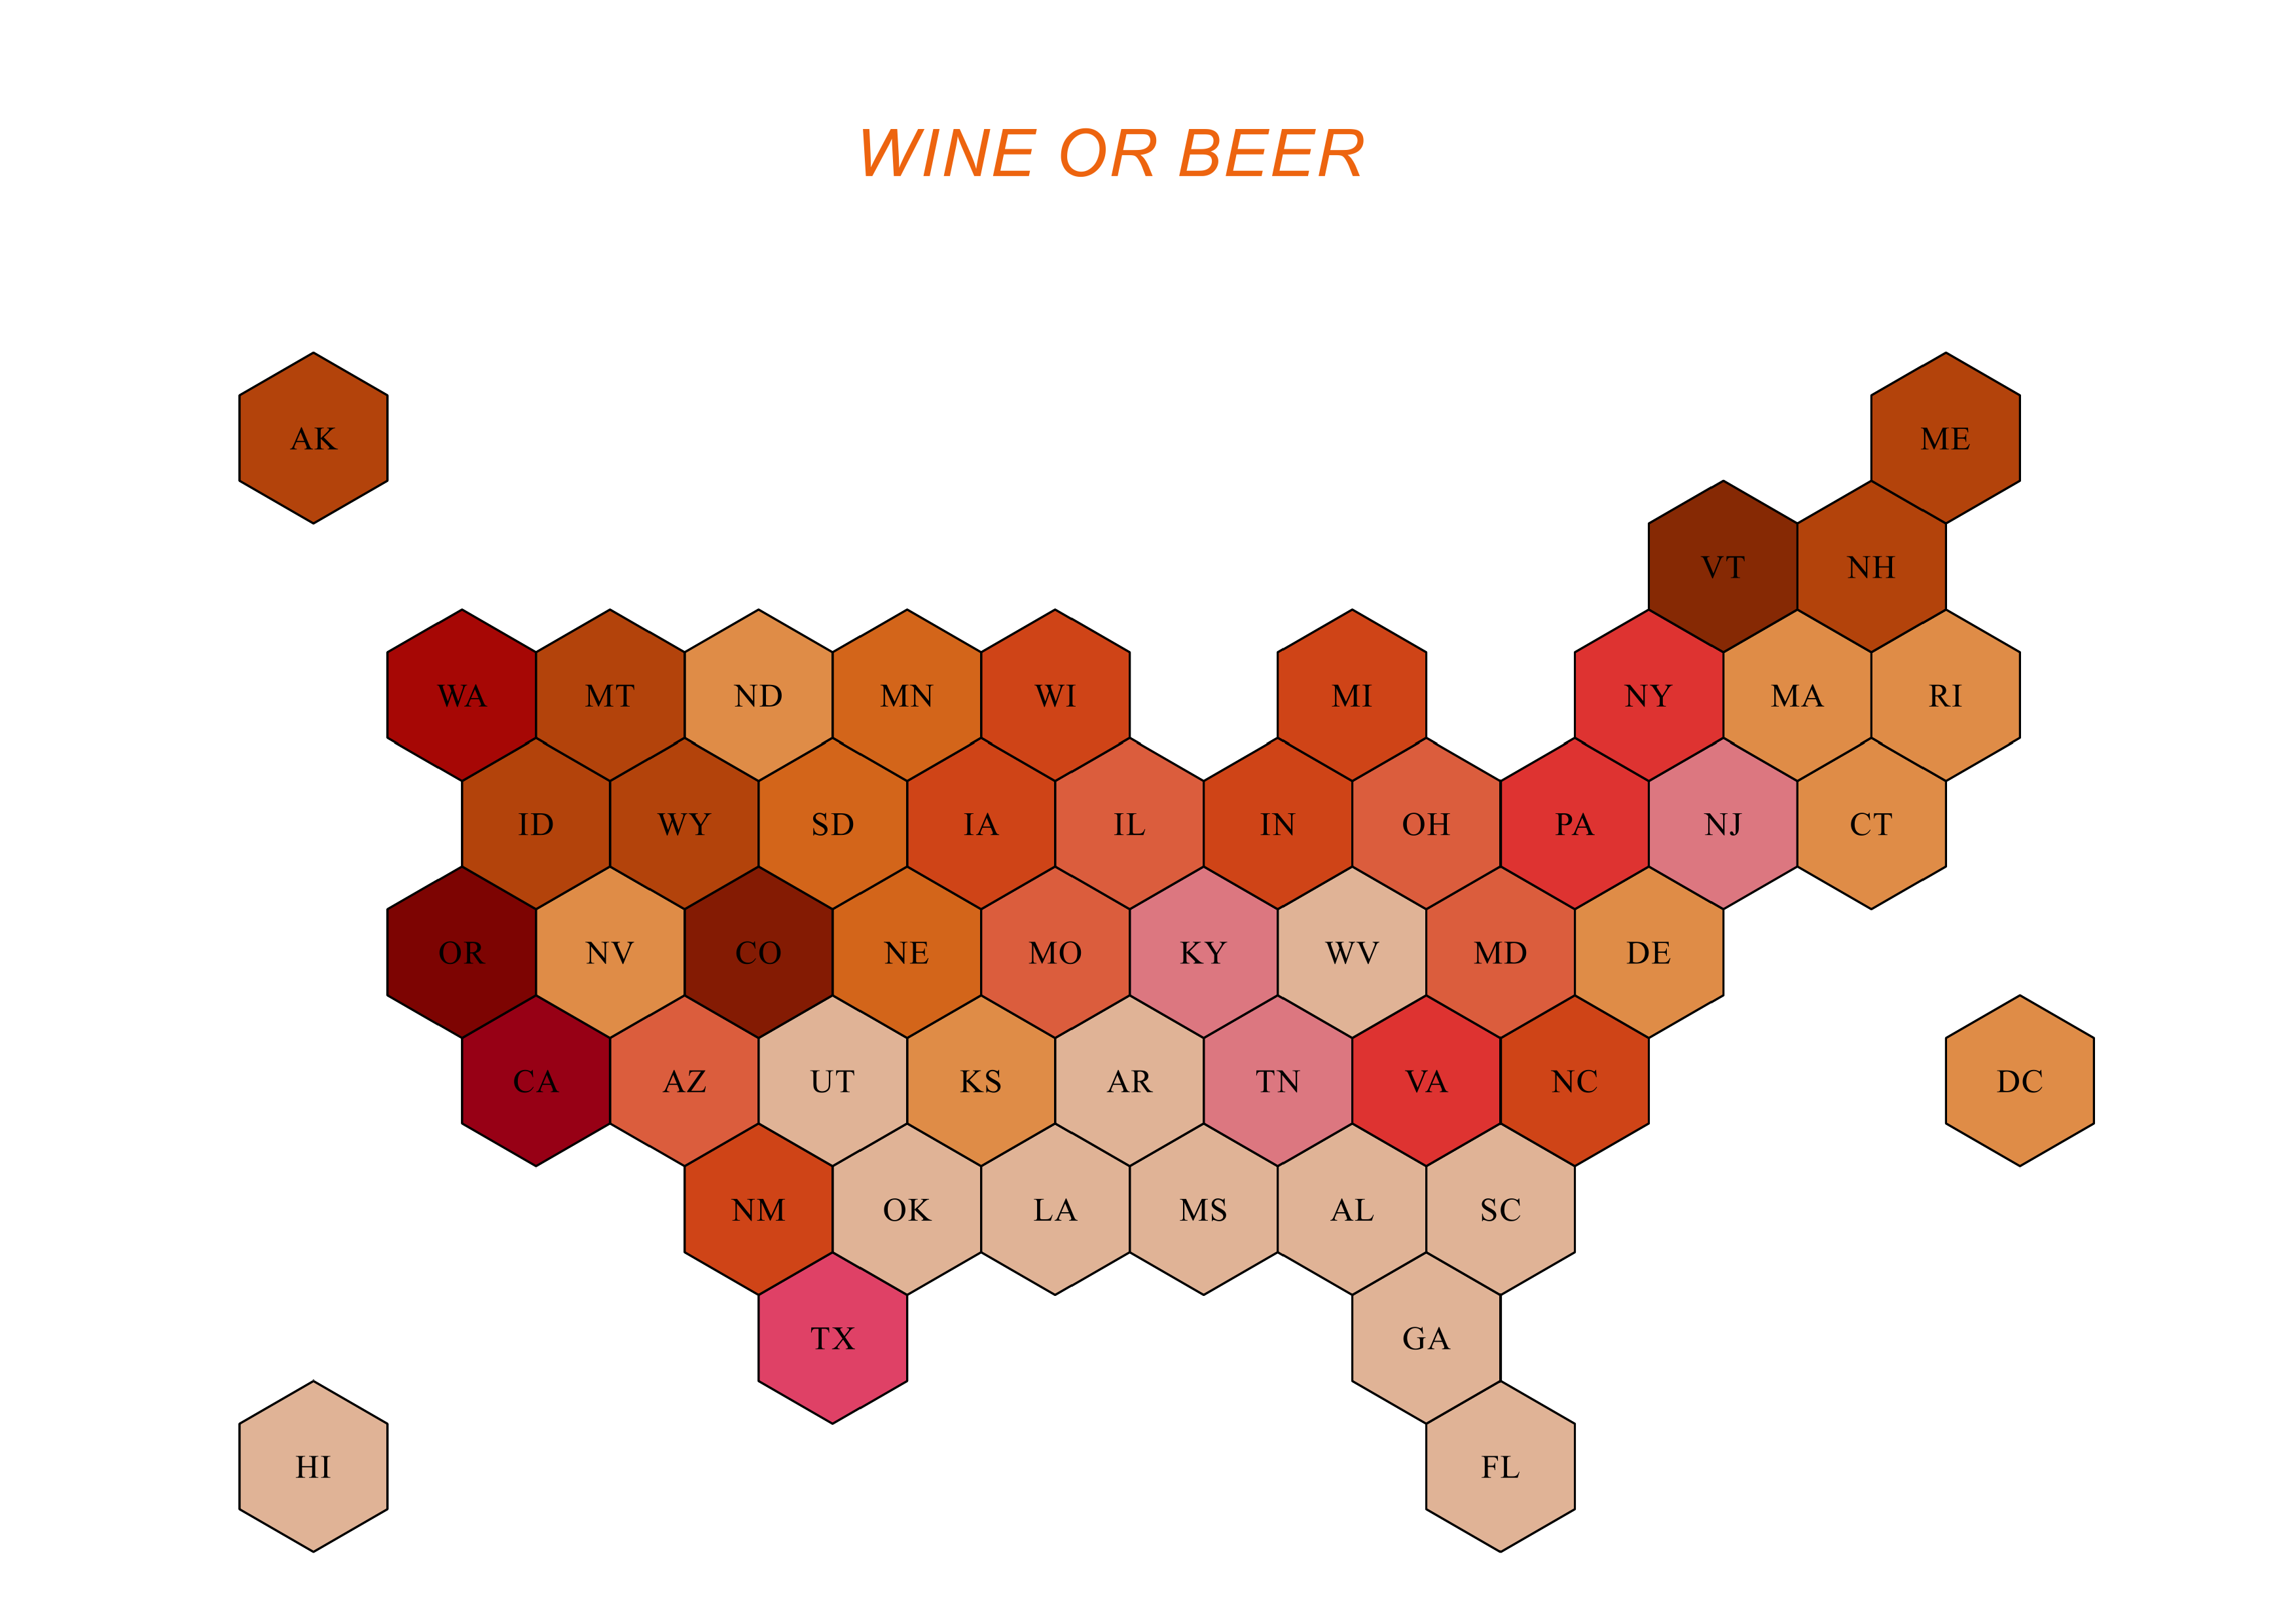 WINE OR BEER
AK
ME
VT NH
WA MT ND MN WI MI NY MA RI
ID WY SD IA IL IN OH PA NJ CT
OR NV CO NE MO KY WV MD DE
CA AZ UT KS AR TN VA NC DC
NM OK LA MS AL SC
TX GA
HI FL